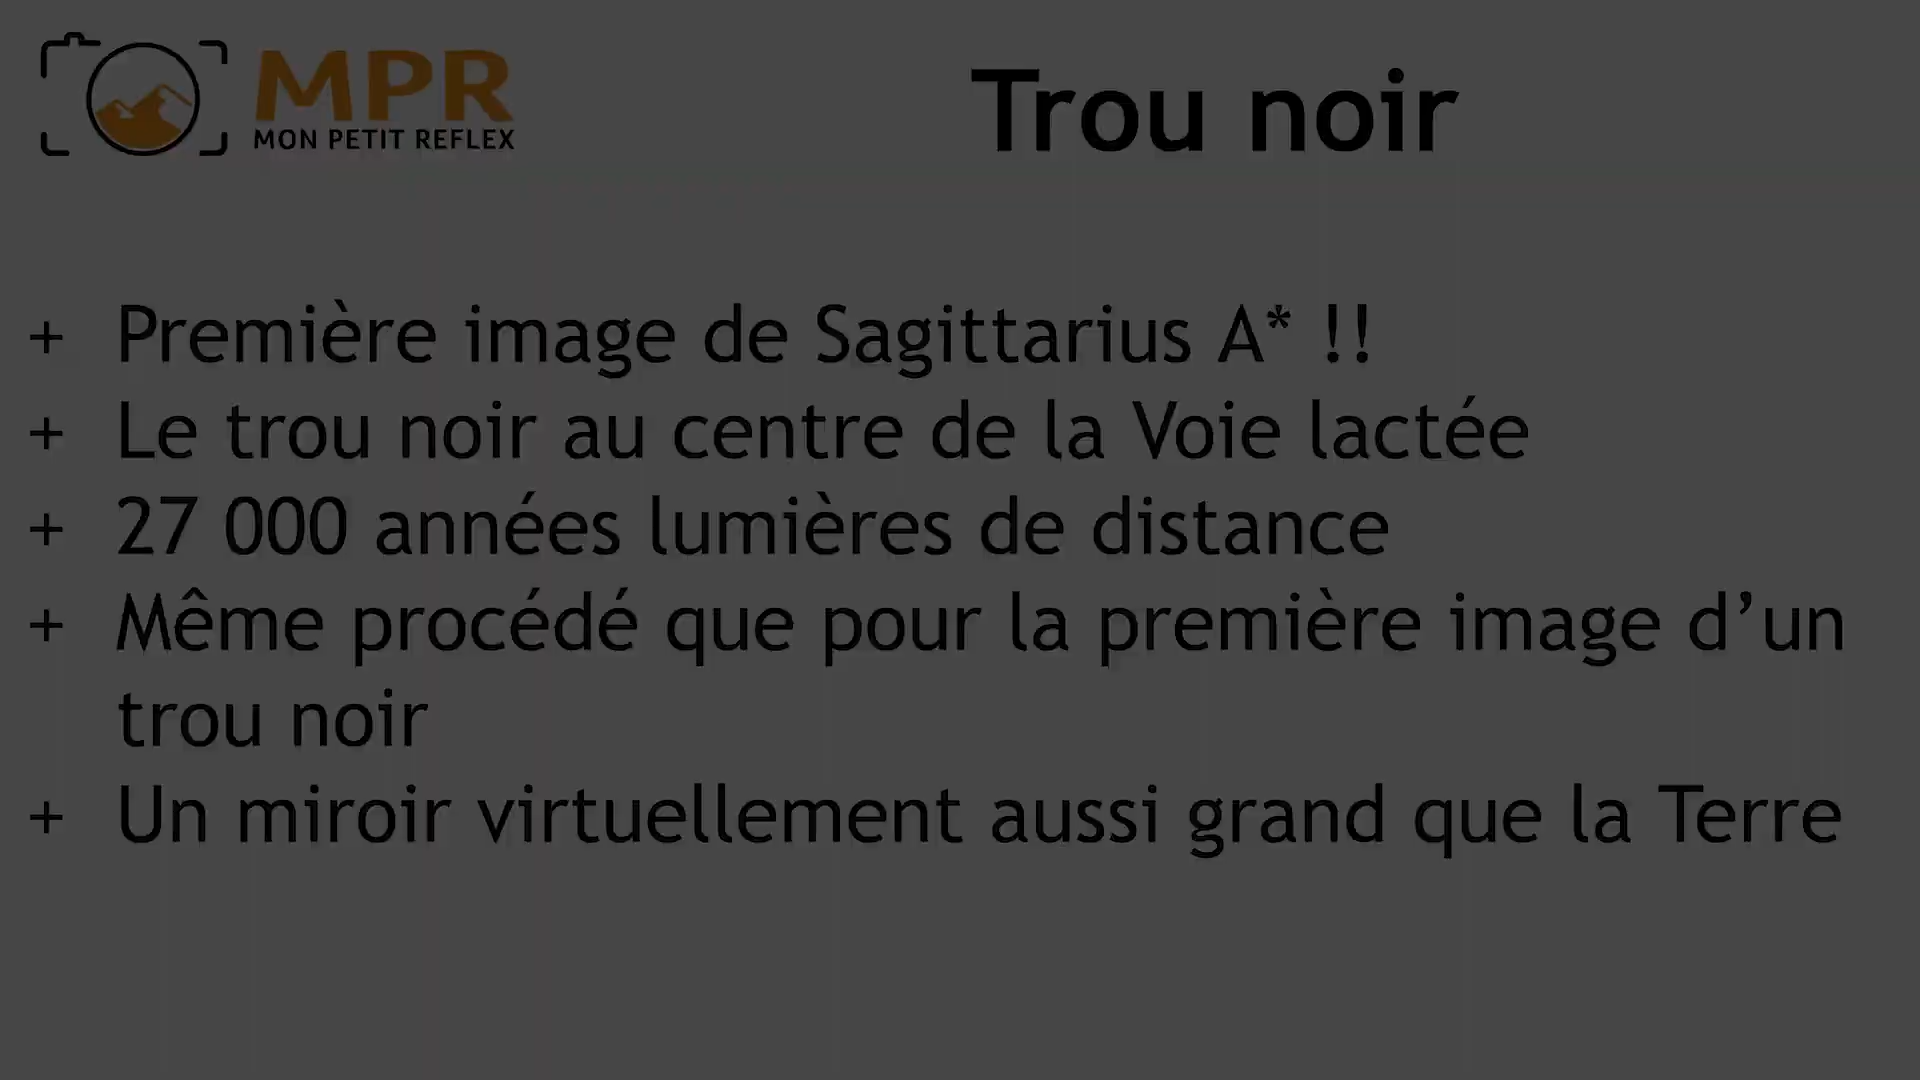 MPR
MON PETIT REFLEX
Trou noir
+ Première image de Sagittarius A* !!
+ Le trou noir au centre de la Voie lactée
+ 27 000 années lumières de distance
+ Même procédé que pour la première image d’un
trou noir
+ Un miroir virtuellement aussi grand que la Terre